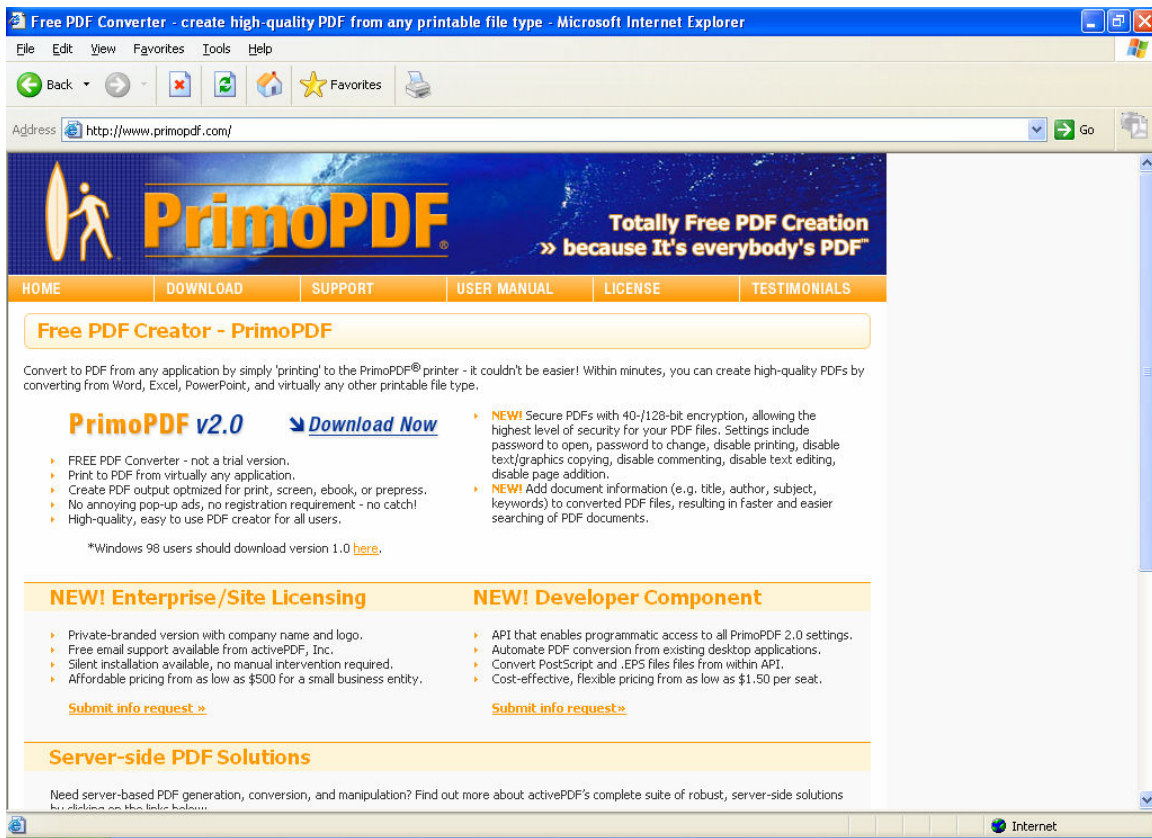 Free PDF Converter - create high-quality PDF from any printable file type - Microsoft Internet Explorer
File Edit View Favorites Tools Help
Back Favorites
Address http://www.primopdf.com/ Go
PrimoPDF®
Totally Free PDF Creation
» because It's everybody's PDF™
HOME DOWNLOAD SUPPORT USER MANUAL LICENSE TESTIMONIALS
Free PDF Creator - PrimoPDF
Convert to PDF from any application by simply 'printing' to the PrimoPDF® printer - it couldn't be easier! Within minutes, you can create high-quality PDFs by
converting from Word, Excel, PowerPoint, and virtually any other printable file type.
PrimoPDF v2.0 Download Now
FREE PDF Converter - not a trial version.
Print to PDF from virtually any application.
Create PDF output optmized for print, screen, ebook, or prepress.
No annoying pop-up ads, no registration requirement - no catch!
High-quality, easy to use PDF creator for all users.
*Windows 98 users should download version 1.0 here.
NEW! Secure PDFs with 40-/128-bit encryption, allowing the
highest level of security for your PDF files. Settings include
password to open, password to change, disable printing, disable
text/graphics copying, disable commenting, disable text editing,
disable page addition.
NEW! Add document information (e.g. title, author, subject,
keywords) to converted PDF files, resulting in faster and easier
searching of PDF documents.
NEW! Enterprise/Site Licensing
Private-branded version with company name and logo.
Free email support available from activePDF, Inc.
Silent installation available, no manual intervention required.
Affordable pricing from as low as $500 for a small business entity.
Submit info request »
NEW! Developer Component
API that enables programmatic access to all PrimoPDF 2.0 settings.
Automate PDF conversion from existing desktop applications.
Convert PostScript and .EPS files files from within API.
Cost-effective, flexible pricing from as low as $1.50 per seat.
Submit info request»
Server-side PDF Solutions
Need server-based PDF generation, conversion, and manipulation? Find out more about activePDF's complete suite of robust, server-side solutions
by clicking on the links below:
Internet